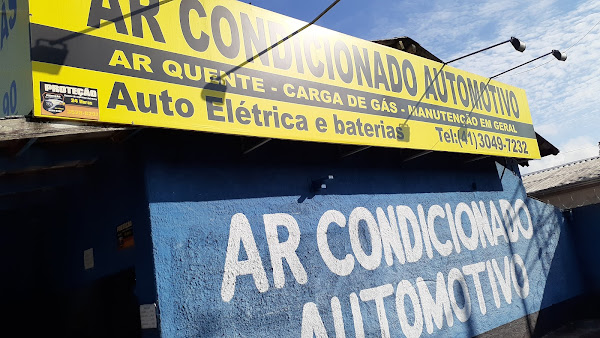 AR CONDICIONADO AUTOMOTIVO
AR QUENTE - CARGA DE GÁS - MANUTENÇÃO EM GERAL
PROTEÇÃO
24 horas
Auto Elétrica e baterias
Tel:(41)3049-7232
AR CONDICIONADO
AUTOMOTIVO